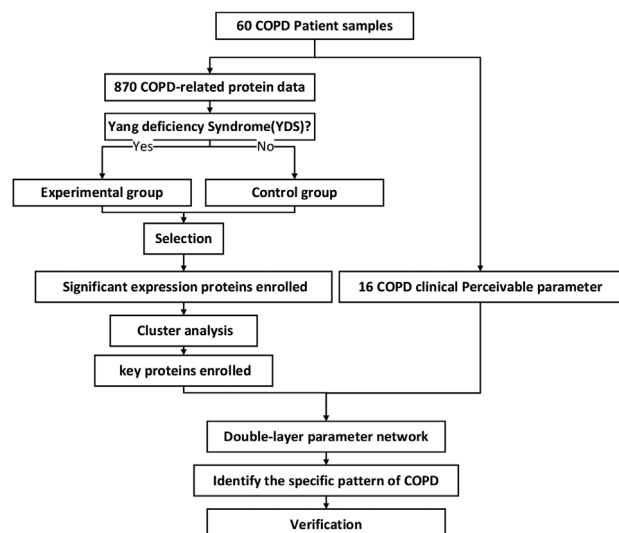 60 COPD Patient samples
870 COPD-related protein data
Yang deficiency Syndrome(YDS)?
Yes
No
Experimental group
Control group
Selection
Significant expression proteins enrolled
16 COPD clinical Perceivable parameter
Cluster analysis
key proteins enrolled
Double-layer parameter network
Identify the specific pattern of COPD
Verification